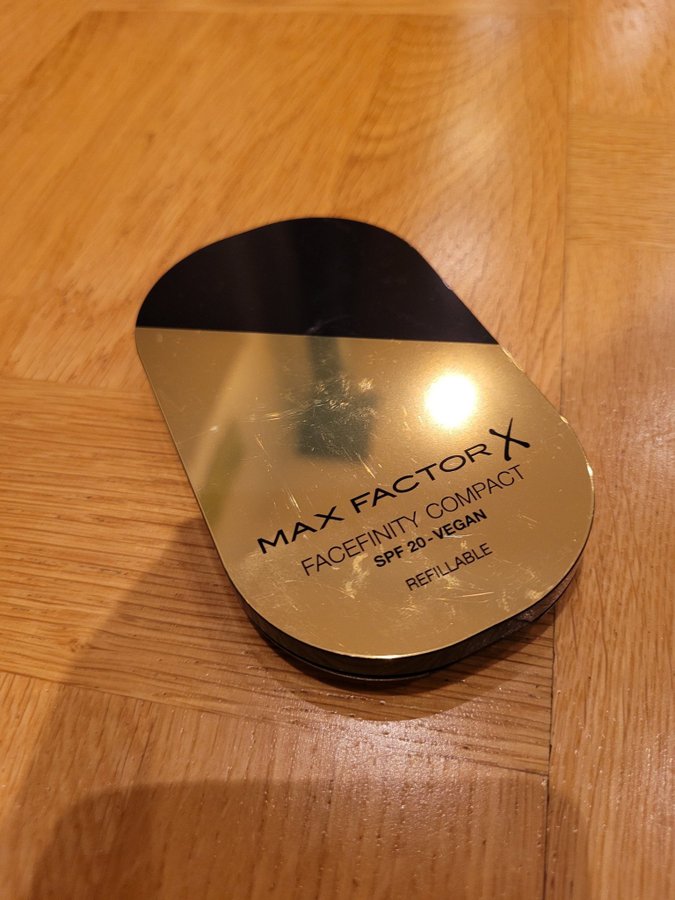 MAX FACTOR X
FACEFINITY COMPACT
SPF 20 - VEGAN
REFILLABLE